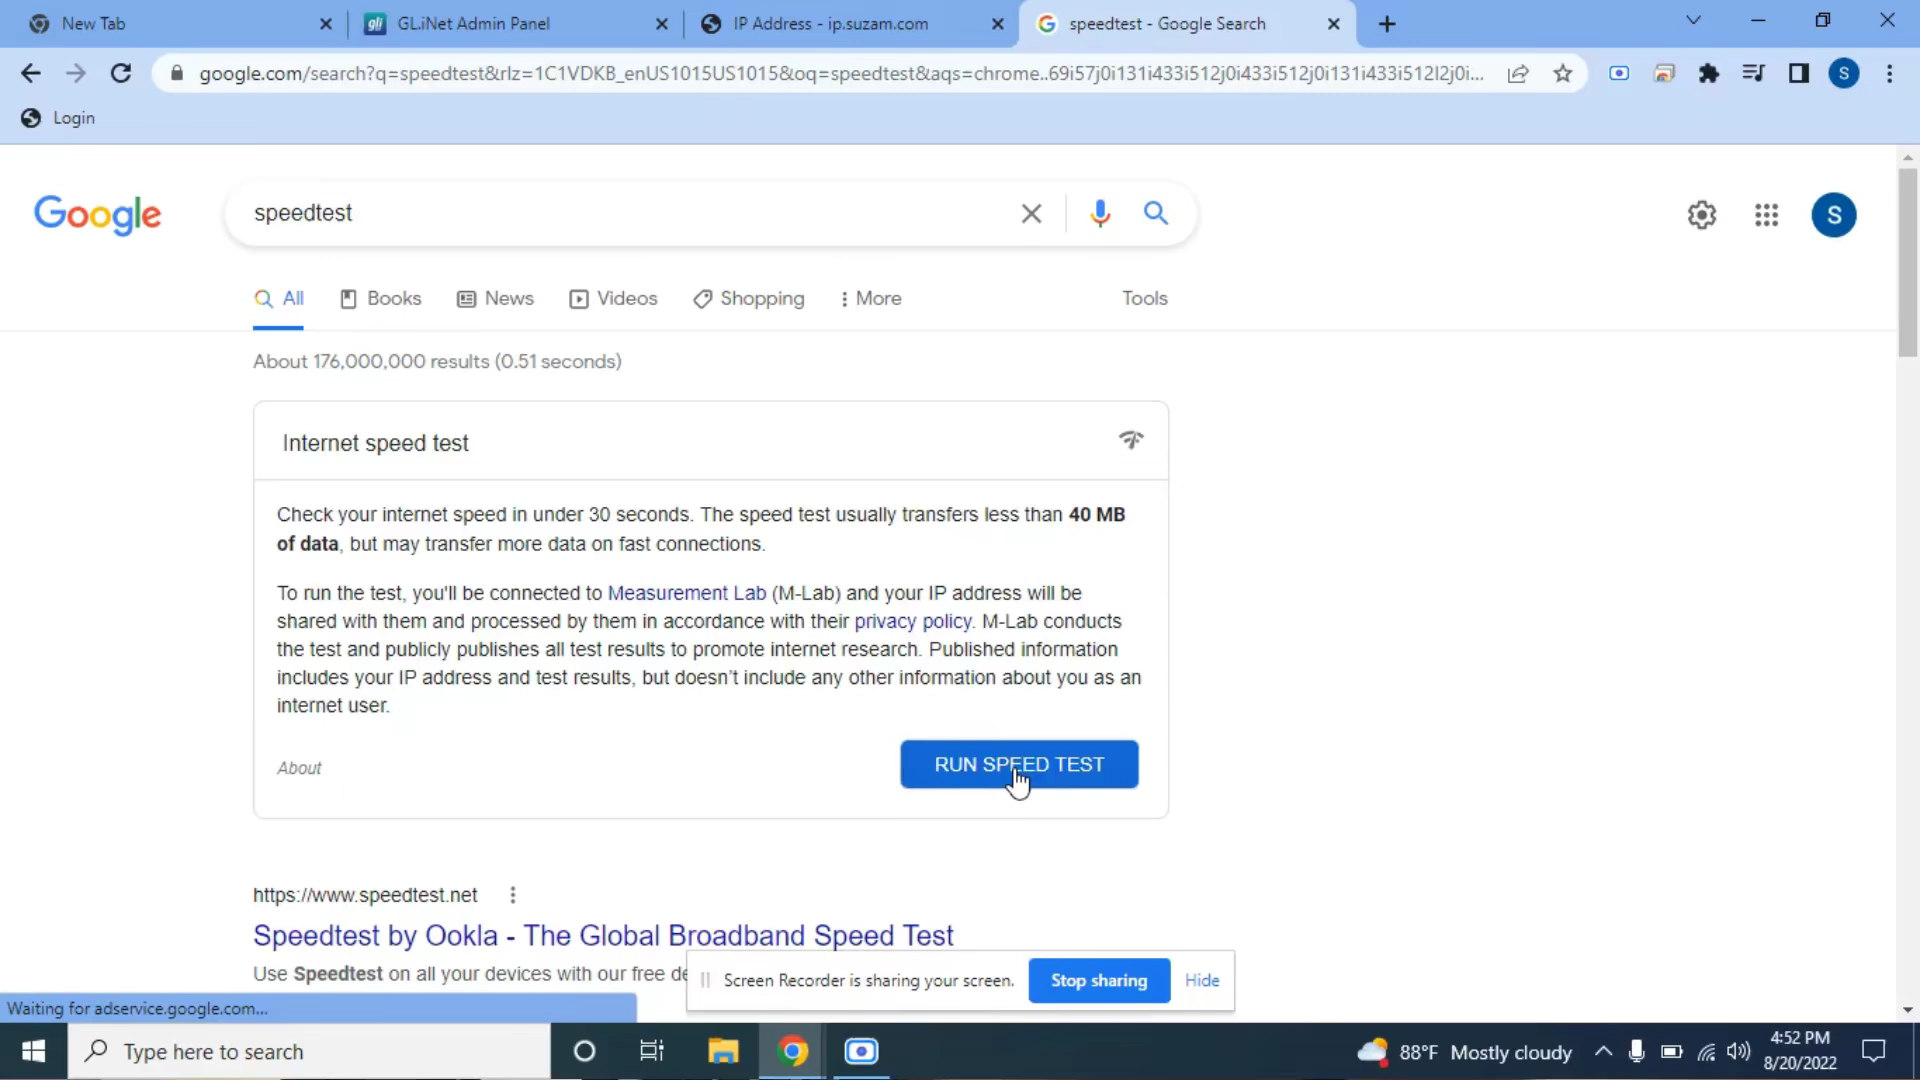 New Tab
gli GLiNet Admin Panel
IP Address - ip.suzam.com
speedtest - Google Search
google.com/search?q=speedtest&rlz=1C1VDKB_enUS1015US1015&oq=speedtest&aqs=chrome..69i57j0i131i433i512j0i433i512j0i131i433i512l2j0i...
S
Login
Google
speedtest
S
All
Books
News
Videos
Shopping
More
Tools
About 176,000,000 results (0.51 seconds)
Internet speed test
Check your internet speed in under 30 seconds. The speed test usually transfers less than 40 MB
of data, but may transfer more data on fast connections.
To run the test, you'll be connected to Measurement Lab (M-Lab) and your IP address will be
shared with them and processed by them in accordance with their privacy policy. M-Lab conducts
the test and publicly publishes all test results to promote internet research. Published information
includes your IP address and test results, but doesn't include any other information about you as an
internet user.
About
RUN SPEED TEST
https://www.speedtest.net
Speedtest by Ookla - The Global Broadband Speed Test
Use Speedtest on all your devices with our free de
Screen Recorder is sharing your screen.
Stop sharing
Hide
Waiting for adservice.google.com...
Type here to search
88°F Mostly cloudy
4:52 PM
8/20/2022